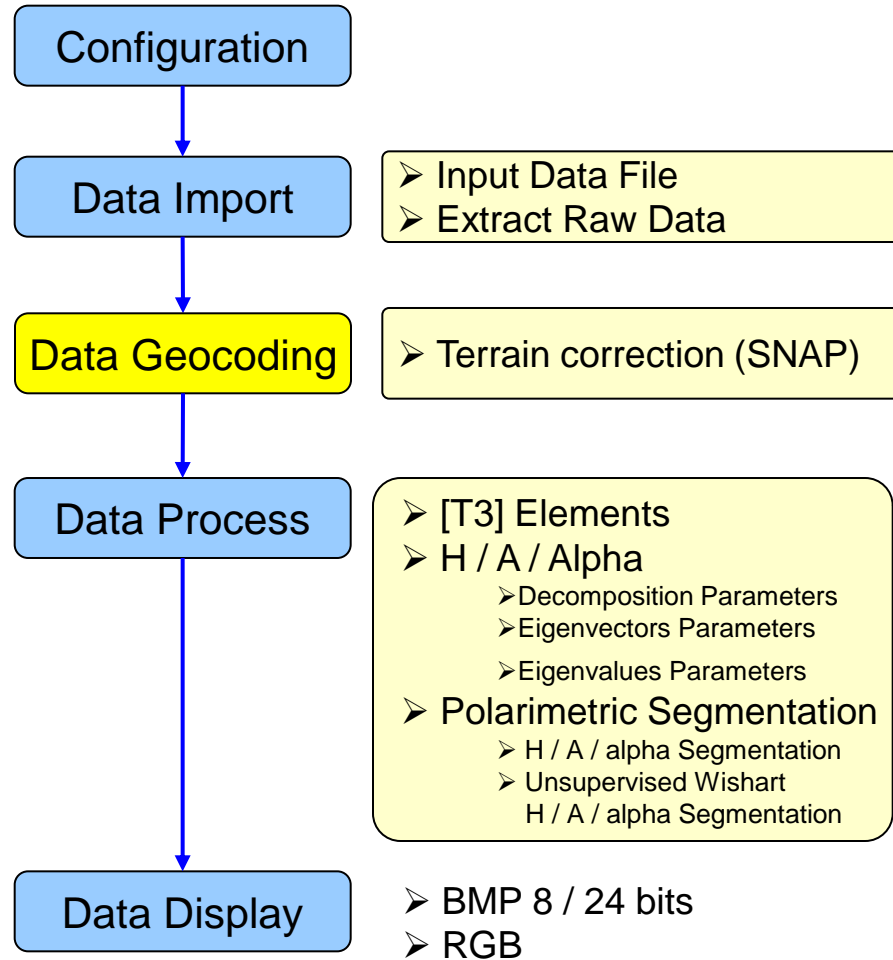 Configuration
Data Import
➢ Input Data File
➢ Extract Raw Data
Data Geocoding
➢ Terrain correction (SNAP)
Data Process
➢ [T3] Elements
➢ H / A / Alpha
➢Decomposition Parameters
➢Eigenvectors Parameters
➢Eigenvalues Parameters
➢ Polarimetric Segmentation
➢ H / A / alpha Segmentation
➢ Unsupervised Wishart
H / A / alpha Segmentation
Data Display
➢ BMP 8 / 24 bits
➢ RGB